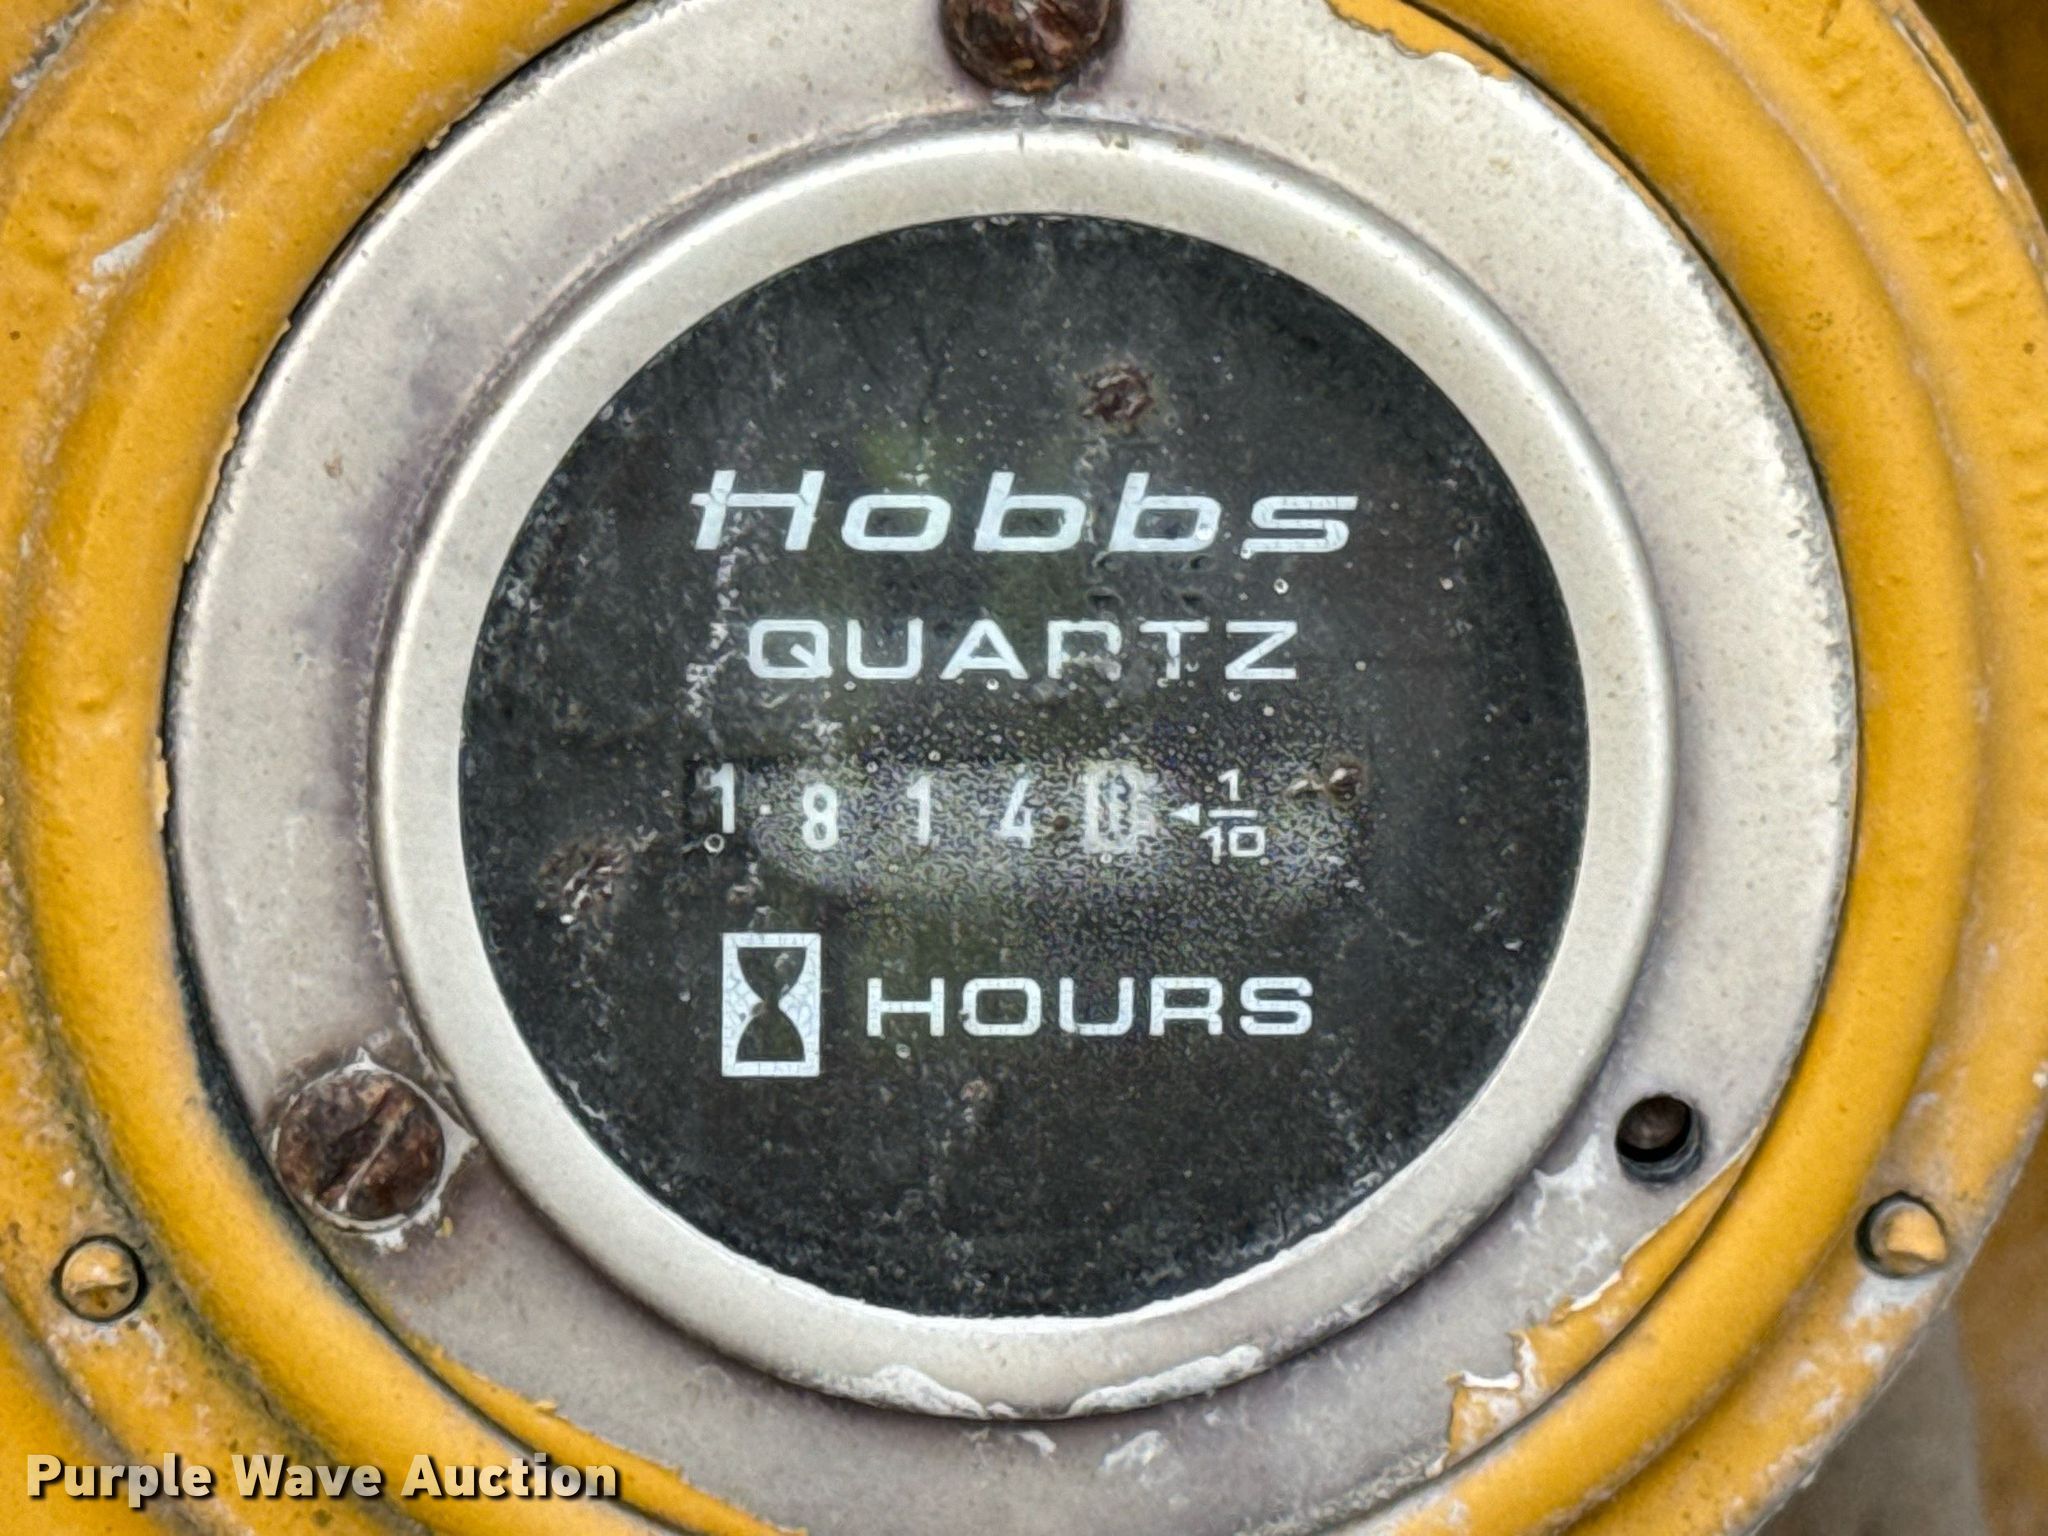 Hobbs
QUARTZ
1 8 1 4 0 ◄ 1/10
HOURS
Purple Wave Auction